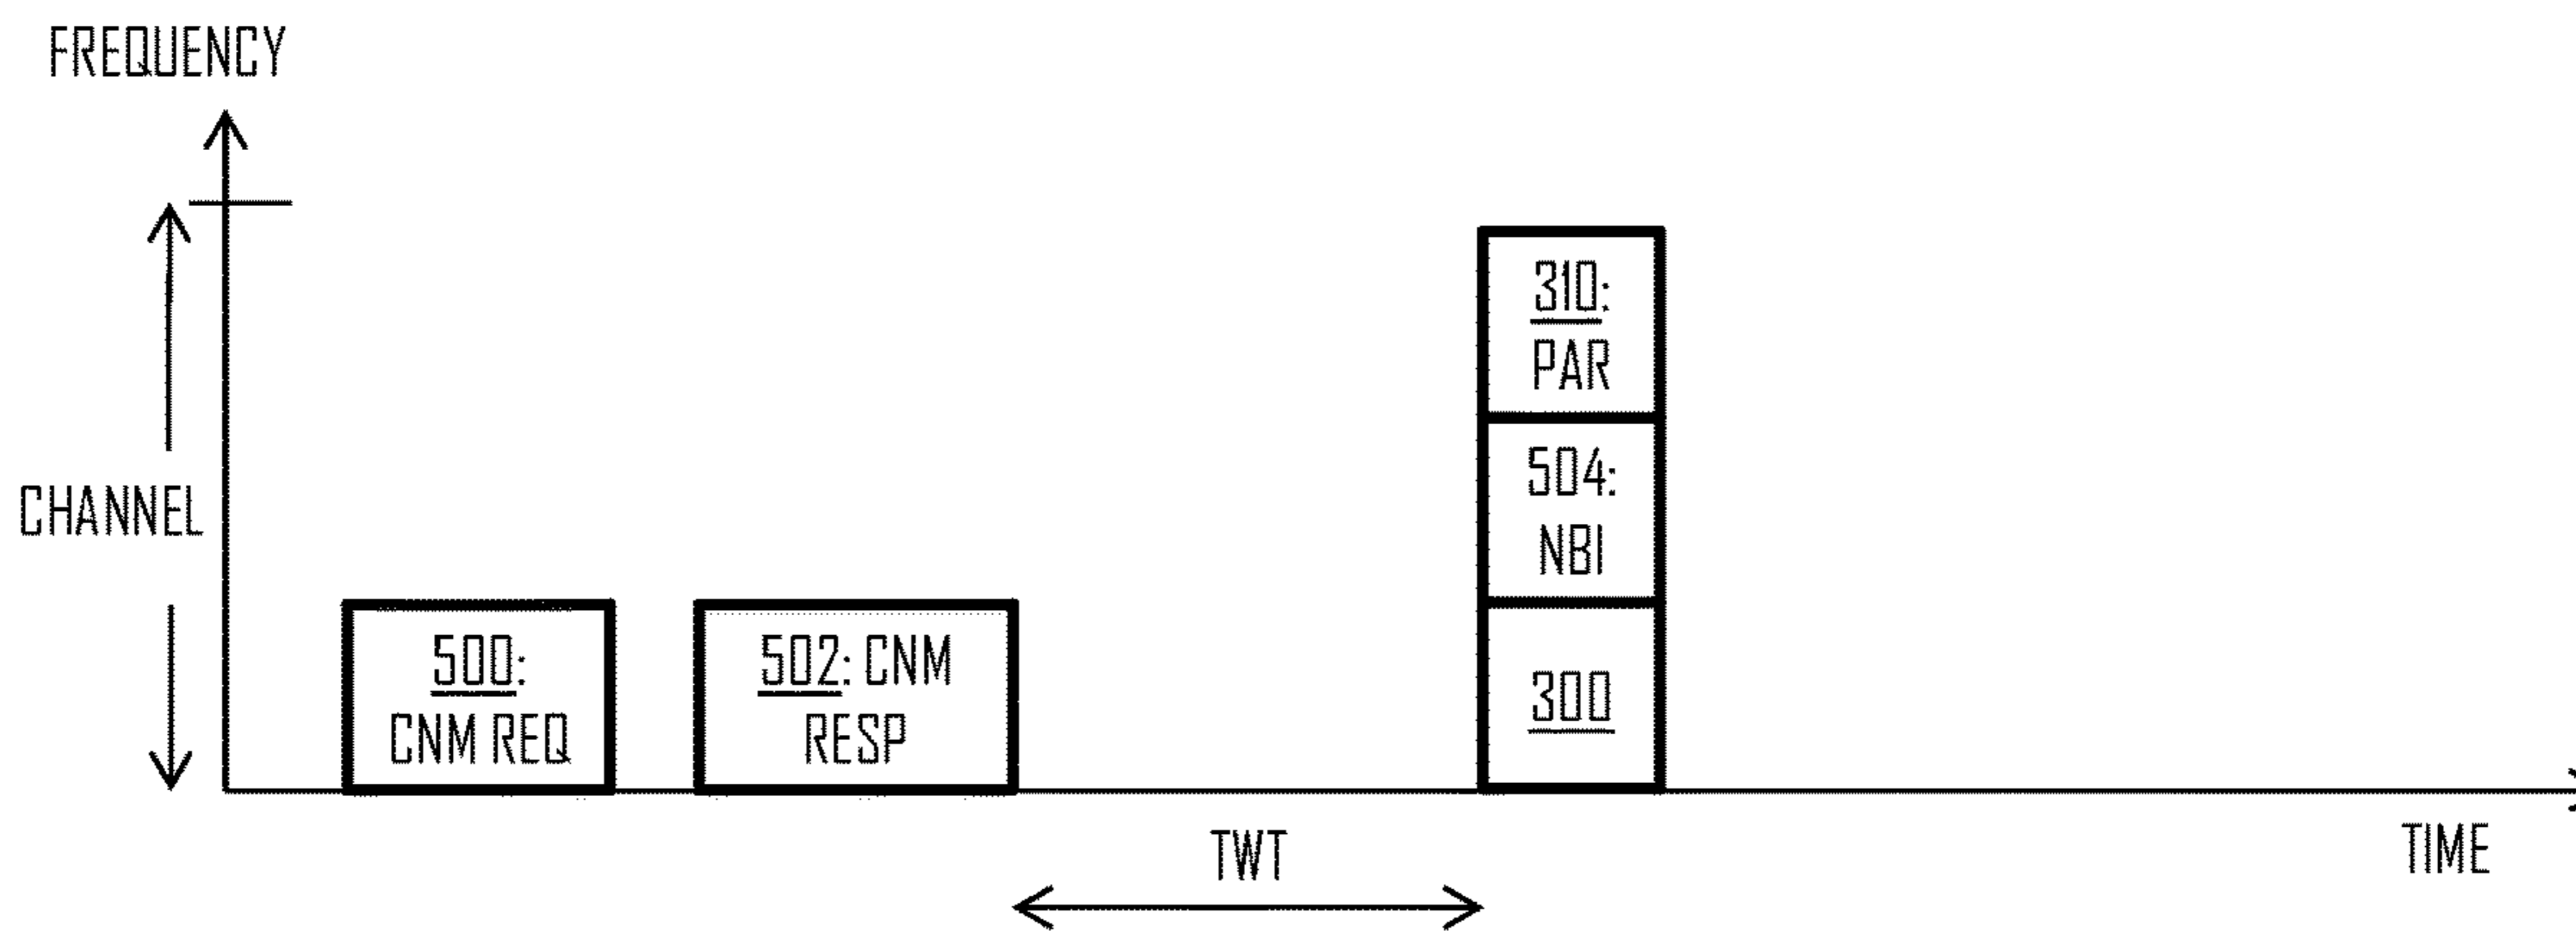 FREQUENCY
CHANNEL
500:
CNM REQ
502: CNM
RESP
310:
PAR
504:
NBI
300
TWT
TIME